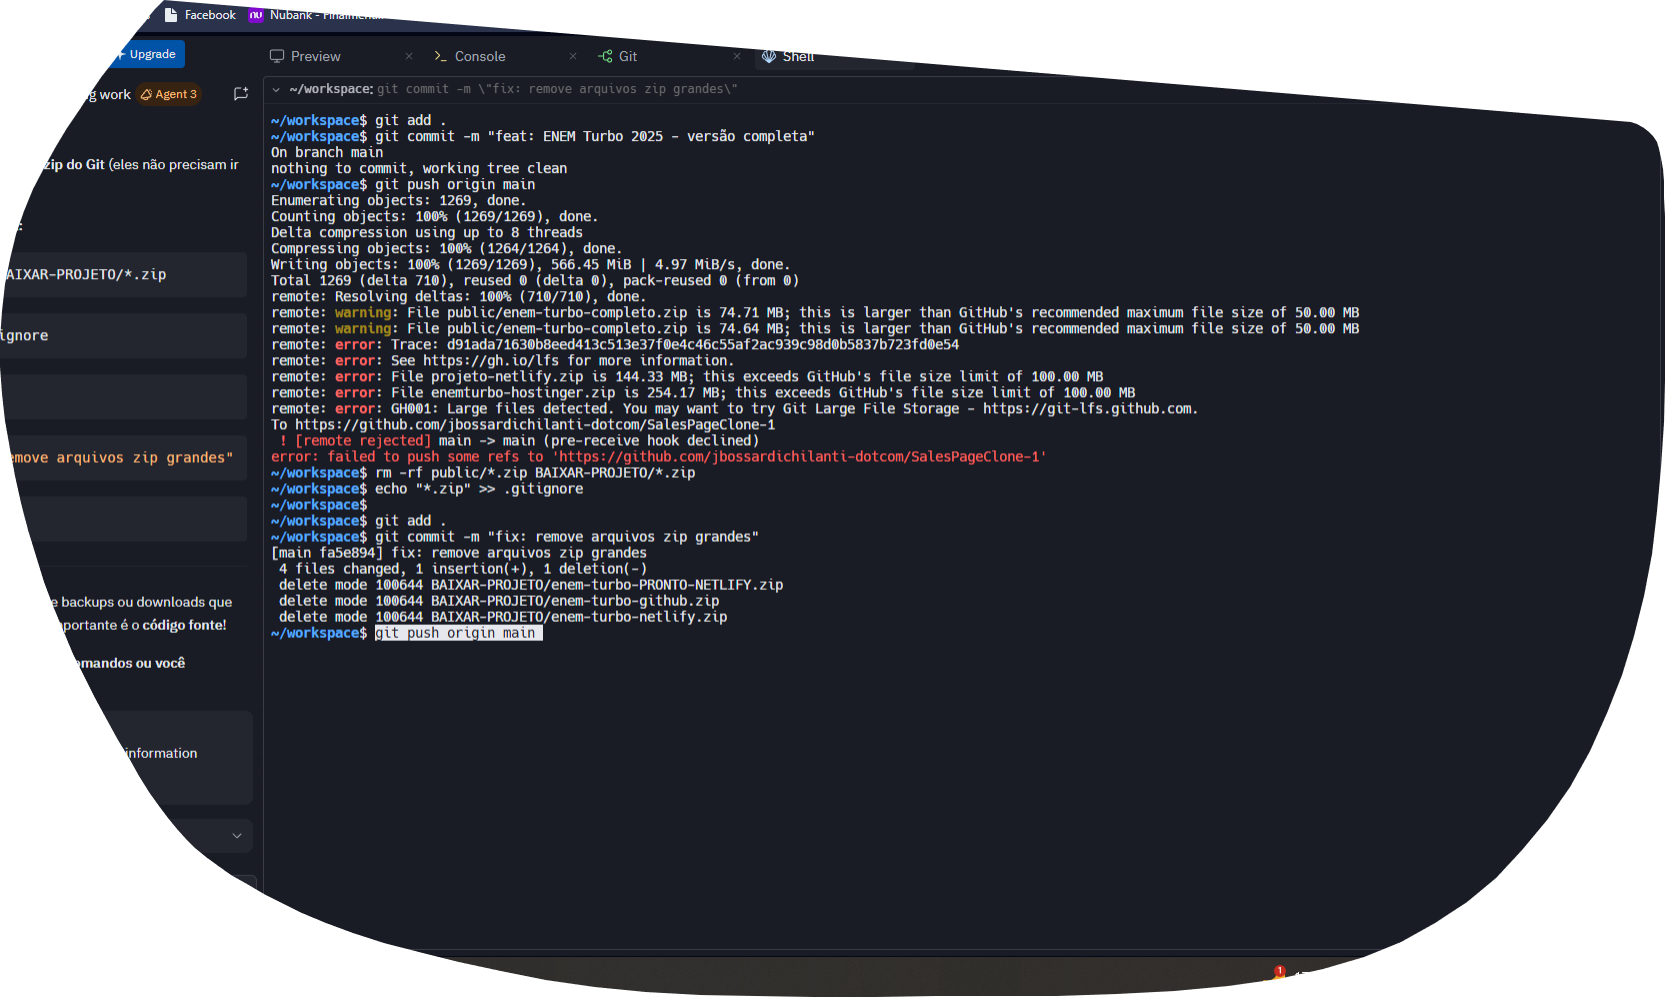 Facebook
Nubank - Finalment...
Upgrade
Preview
Console
Git
Shell
g work
Agent 3
~/workspace: git commit -m \"fix: remove arquivos zip grandes\"
zip do Git (eles não precisam ir
:
AIXAR-PROJETO/*.zip
ignore
emove arquivos zip grandes"
e backups ou downloads que
portante é o código fonte!
omandos ou você
information
~/workspace$ git add .
~/workspace$ git commit -m "feat: ENEM Turbo 2025 - versão completa"
On branch main
nothing to commit, working tree clean
~/workspace$ git push origin main
Enumerating objects: 1269, done.
Counting objects: 100% (1269/1269), done.
Delta compression using up to 8 threads
Compressing objects: 100% (1264/1264), done.
Writing objects: 100% (1269/1269), 566.45 MiB | 4.97 MiB/s, done.
Total 1269 (delta 710), reused 0 (delta 0), pack-reused 0 (from 0)
remote: Resolving deltas: 100% (710/710), done.
remote: warning: File public/enem-turbo-completo.zip is 74.71 MB; this is larger than GitHub's recommended maximum file size of 50.00 MB
remote: warning: File public/enem-turbo-completo.zip is 74.64 MB; this is larger than GitHub's recommended maximum file size of 50.00 MB
remote: error: Trace: d91ada71630b8eed413c513e37f0e4c46c55af2ac939c98d0b5837b723fd0e54
remote: error: See https://gh.io/lfs for more information.
remote: error: File projeto-netlify.zip is 144.33 MB; this exceeds GitHub's file size limit of 100.00 MB
remote: error: File enemturbo-hostinger.zip is 254.17 MB; this exceeds GitHub's file size limit of 100.00 MB
remote: error: GH001: Large files detected. You may want to try Git Large File Storage - https://git-lfs.github.com.
To https://github.com/jbossardichilanti-dotcom/SalesPageClone-1
! [remote rejected] main -> main (pre-receive hook declined)
error: failed to push some refs to 'https://github.com/jbossardichilanti-dotcom/SalesPageClone-1'
~/workspace$ rm -rf public/*.zip BAIXAR-PROJETO/*.zip
~/workspace$ echo "*.zip" >> .gitignore
~/workspace$
~/workspace$ git add .
~/workspace$ git commit -m "fix: remove arquivos zip grandes"
[main fa5e894] fix: remove arquivos zip grandes
4 files changed, 1 insertion(+), 1 deletion(-)
delete mode 100644 BAIXAR-PROJETO/enem-turbo-PRONTO-NETLIFY.zip
delete mode 100644 BAIXAR-PROJETO/enem-turbo-github.zip
delete mode 100644 BAIXAR-PROJETO/enem-turbo-netlify.zip
~/workspace$ git push origin main
1